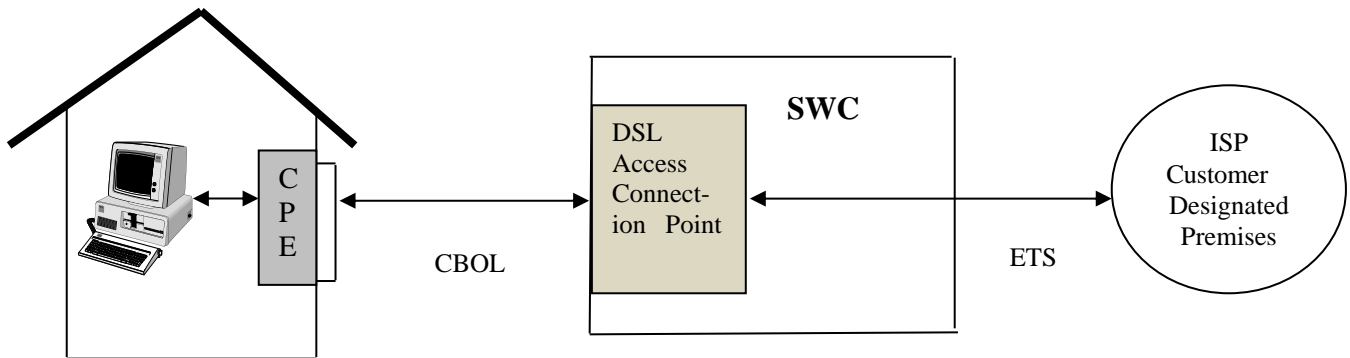 C
P
E
CBOL
DSL
Access
Connect-
ion Point
SWC
ETS
ISP
Customer
Designated
Premises